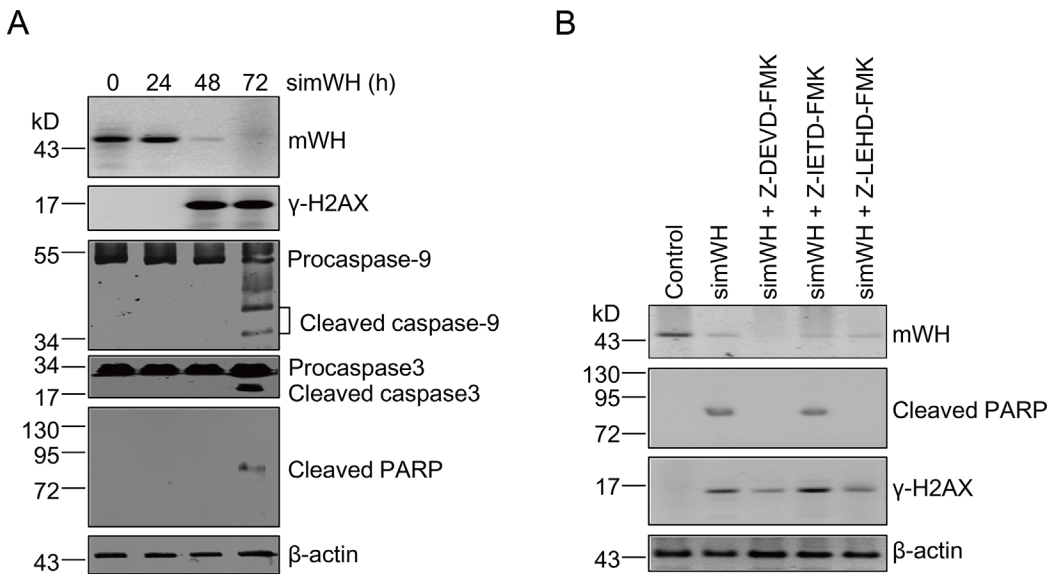 A
0 24 48 72 simWH (h)
kD
43
mWH
17
γ-H2AX
55
Procaspase-9
Cleaved caspase-9
34
34
Procaspase3
17
Cleaved caspase3
130
95
Cleaved PARP
72
43
β-actin
B
Control
simWH
simWH + Z-DEVD-FMK
simWH + Z-IETD-FMK
simWH + Z-LEHD-FMK
kD
43
mWH
130
95
Cleaved PARP
72
17
γ-H2AX
43
β-actin